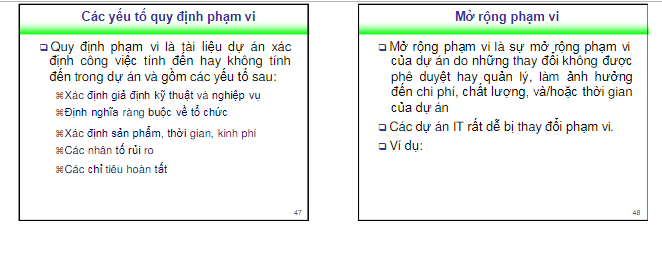 Các yếu tố quy định phạm vi
Quy định phạm vi là tài liệu dự án xác
định công việc tính đến hay không tính
đến trong dự án và gồm các yếu tố sau:
Xác định giả định kỹ thuật và nghiệp vụ
Định nghĩa ràng buộc về tổ chức
Xác định sản phẩm, thời gian, kinh phí
Các nhân tố rủi ro
Các chỉ tiêu hoàn tất
47
Mở rộng phạm vi
Mở rộng phạm vi là sự mở rộng phạm vi
của dự án do những thay đổi không được
phê duyệt hay quản lý, làm ảnh hưởng
đến chi phí, chất lượng, và/hoặc thời gian
của dự án
Các dự án IT rất dễ bị thay đổi phạm vi.
Ví dụ:
48